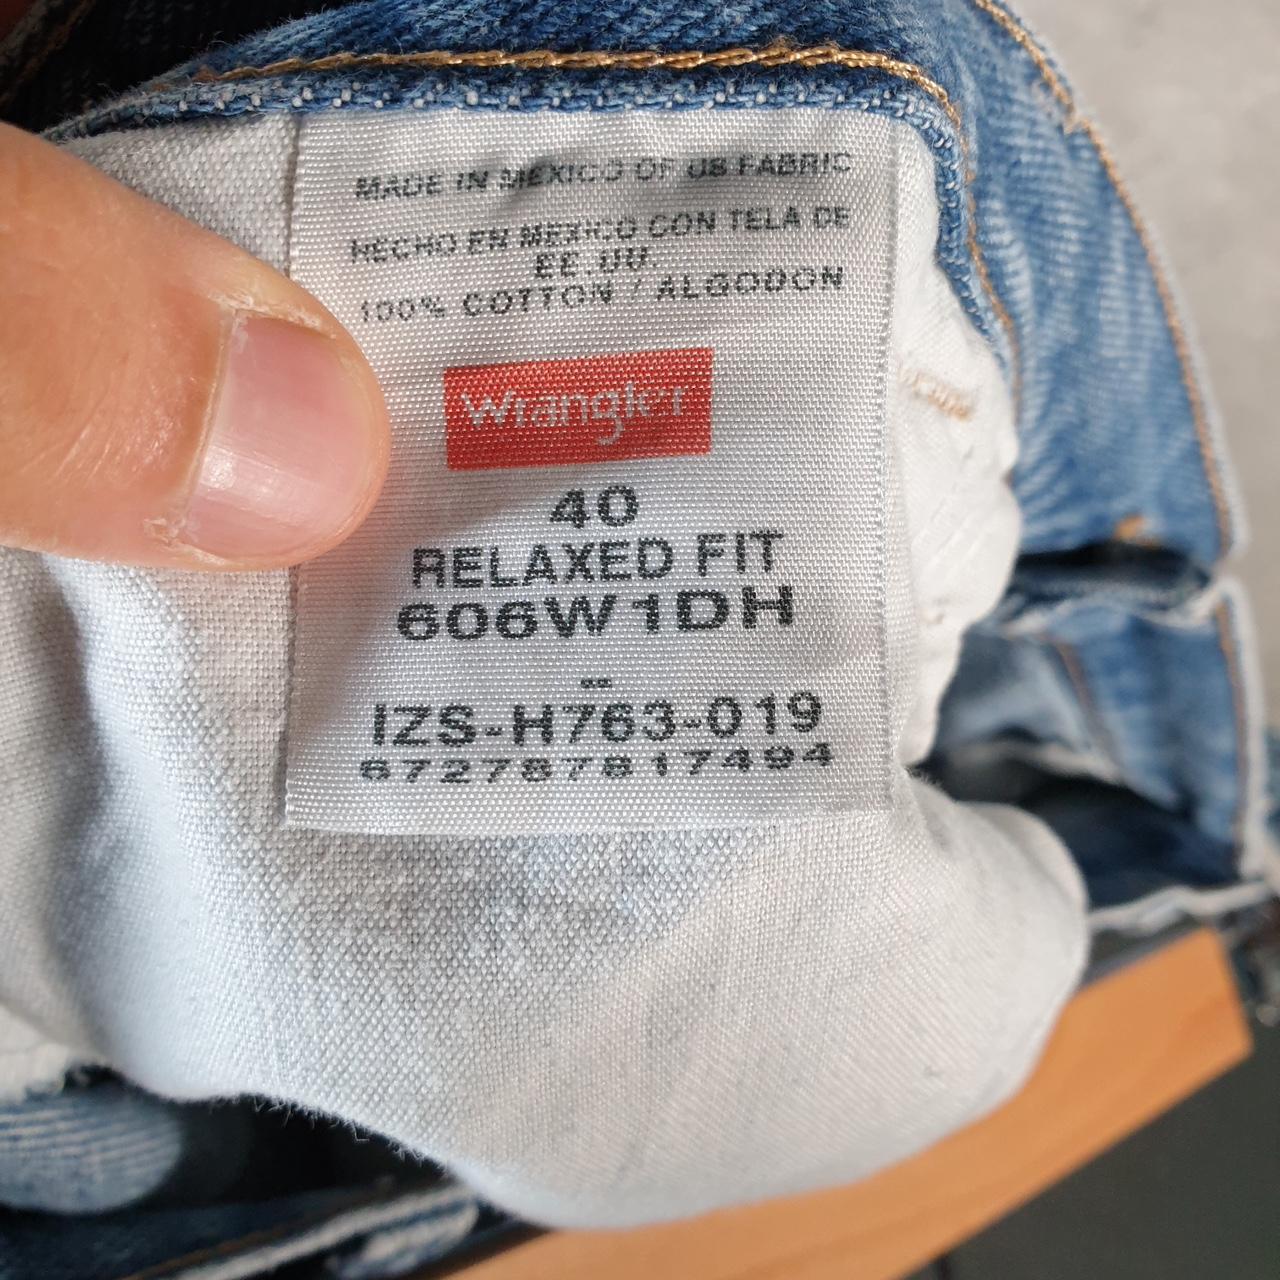 MADE IN MEXICO OF US FABRIC
HECHO EN MEXICO CON TELA DE
EE.UU.
100% COTTON / ALGODON
Wrangler
40
RELAXED FIT
606W1DH
--
IZS-H763-019
672787817494